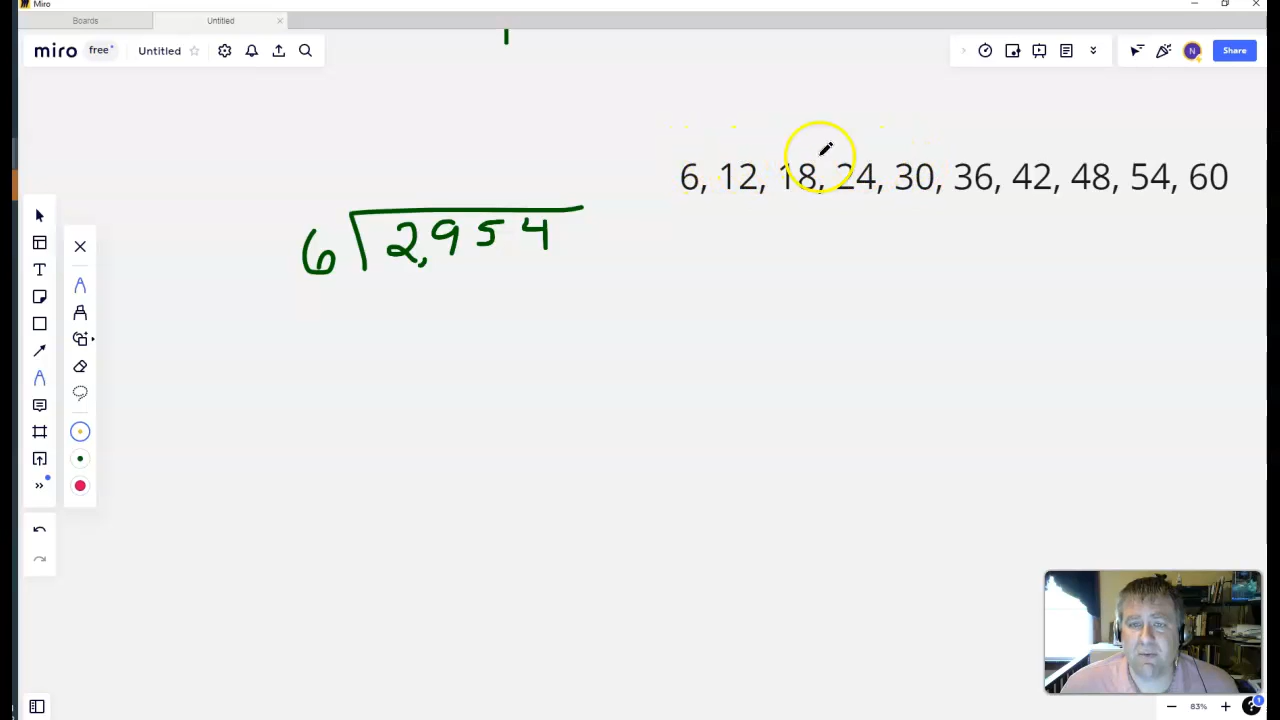 Miro
Boards
Untitled
miro free Untitled
Share
6, 12, 18, 24, 30, 36, 42, 48, 54, 60
6 2,954
83%